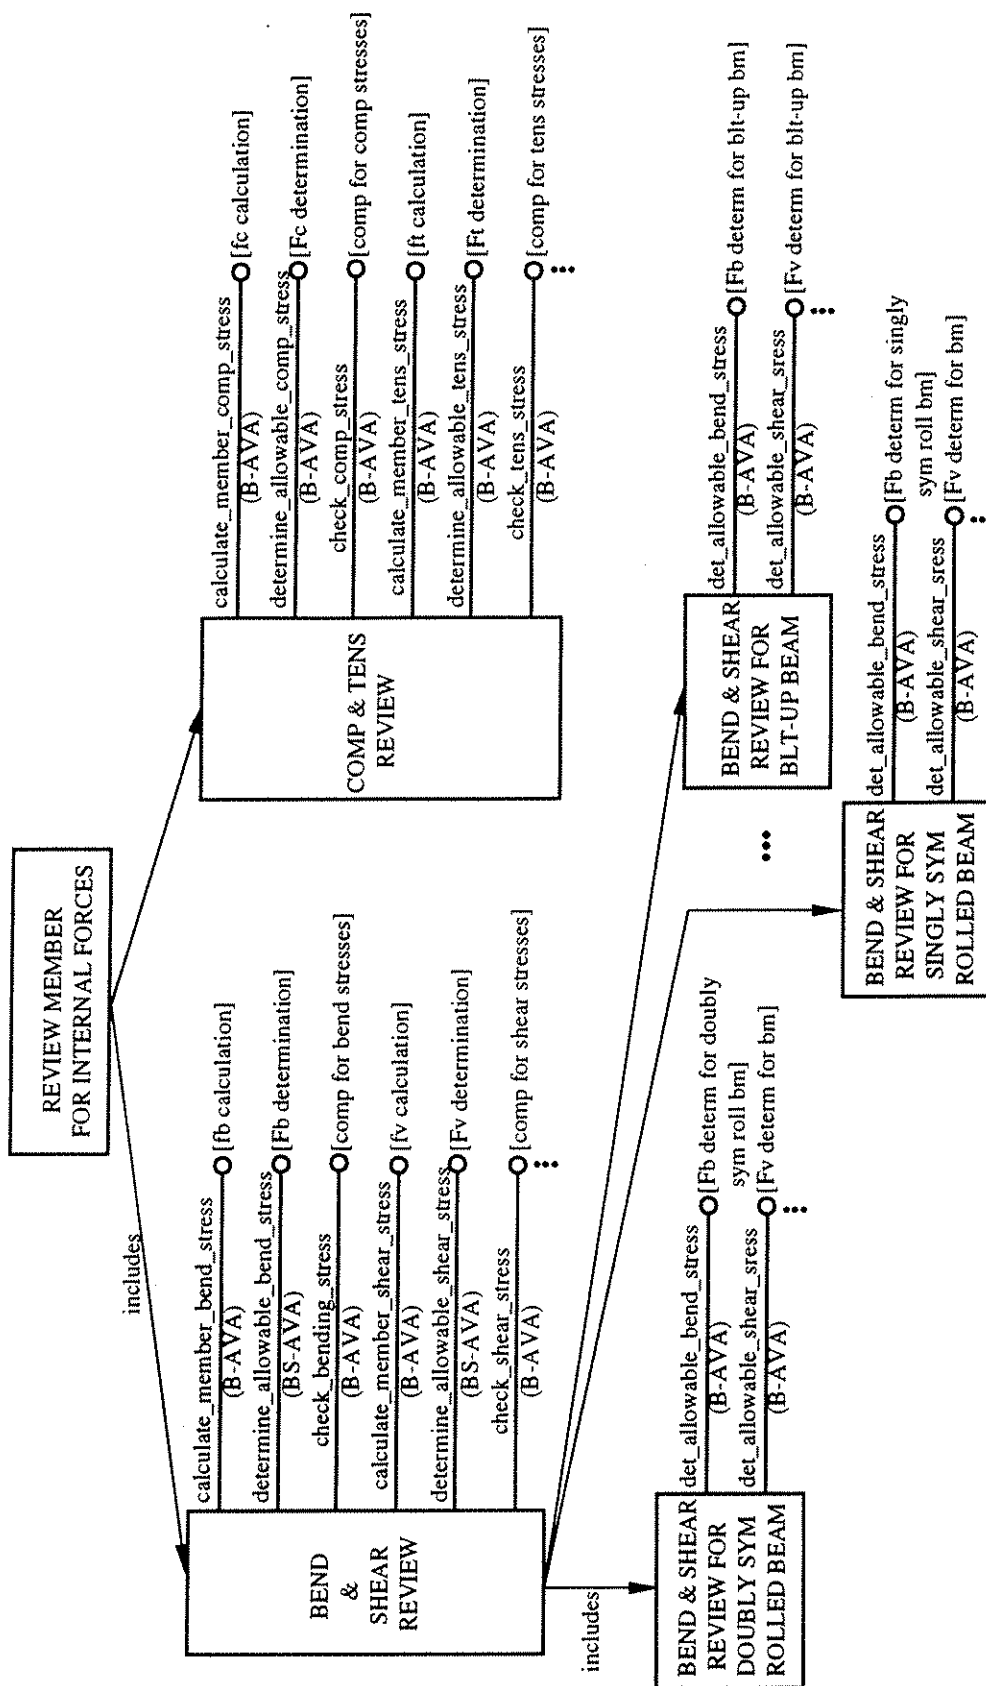 REVIEW MEMBER
FOR INTERNAL FORCES
includes
BEND
&
SHEAR
REVIEW
calculate_member_bend_stress
(B-AVA)
[fb calculation]
determine_allowable_bend_stress
(BS-AVA)
[Fb determination]
check_bending_stress
(B-AVA)
[comp for bend stresses]
calculate_member_shear_stress
(B-AVA)
[fv calculation]
determine_allowable_shear_stress
(BS-AVA)
[Fv determination]
check_shear_stress
(B-AVA)
[comp for shear stresses]
COMP & TENS
REVIEW
calculate_member_comp_stress
(B-AVA)
[fc calculation]
determine_allowable_comp_stress
(B-AVA)
[Fc determination]
check_comp_stress
(B-AVA)
[comp for comp stresses]
calculate_member_tens_stress
(B-AVA)
[ft calculation]
determine_allowable_tens_stress
(B-AVA)
[Ft determination]
check_tens_stress
(B-AVA)
[comp for tens stresses]
includes
BEND & SHEAR
REVIEW FOR
DOUBLY SYM
ROLLED BEAM
det_allowable_bend_stress
(B-AVA)
[Fb determ for doubly
sym roll bm]
det_allowable_shear_sress
(B-AVA)
[Fv determ for bm]
BEND & SHEAR
REVIEW FOR
SINGLY SYM
ROLLED BEAM
det_allowable_bend_stress
(B-AVA)
[Fb determ for singly
sym roll bm]
det_allowable_shear_sress
(B-AVA)
[Fv determ for bm]
BEND & SHEAR
REVIEW FOR
BLT-UP BEAM
det_allowable_bend_stress
(B-AVA)
[Fb determ for blt-up bm]
det_allowable_shear_sress
(B-AVA)
[Fv determ for blt-up bm]